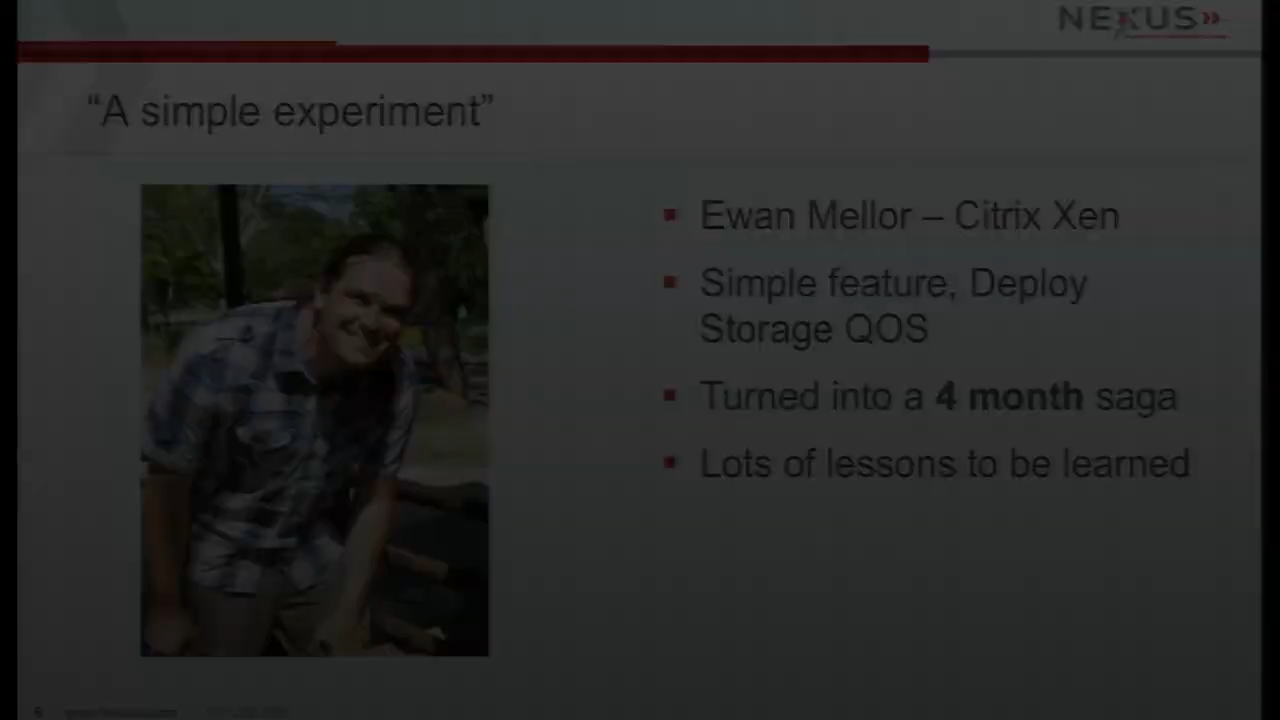 NEXUS
“A simple experiment”
Ewan Mellor – Citrix Xen
Simple feature, Deploy
Storage QOS
Turned into a 4 month saga
Lots of lessons to be learned
6